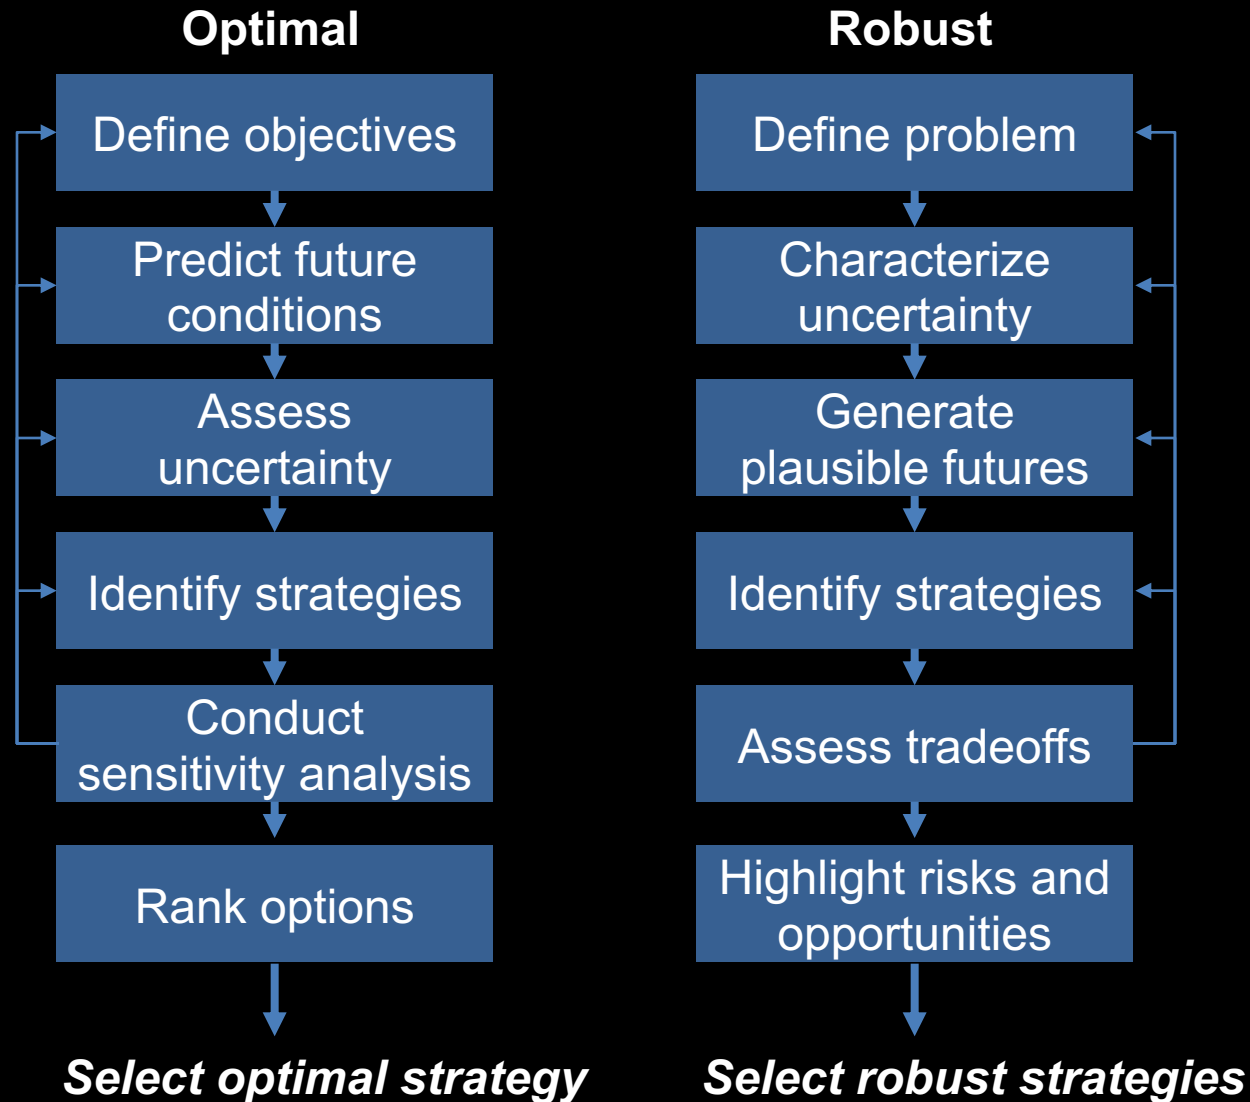 Optimal
Define objectives
Predict future
conditions
Assess
uncertainty
Identify strategies
Conduct
sensitivity analysis
Rank options
Select optimal strategy
Robust
Define problem
Characterize
uncertainty
Generate
plausible futures
Identify strategies
Assess tradeoffs
Highlight risks and
opportunities
Select robust strategies